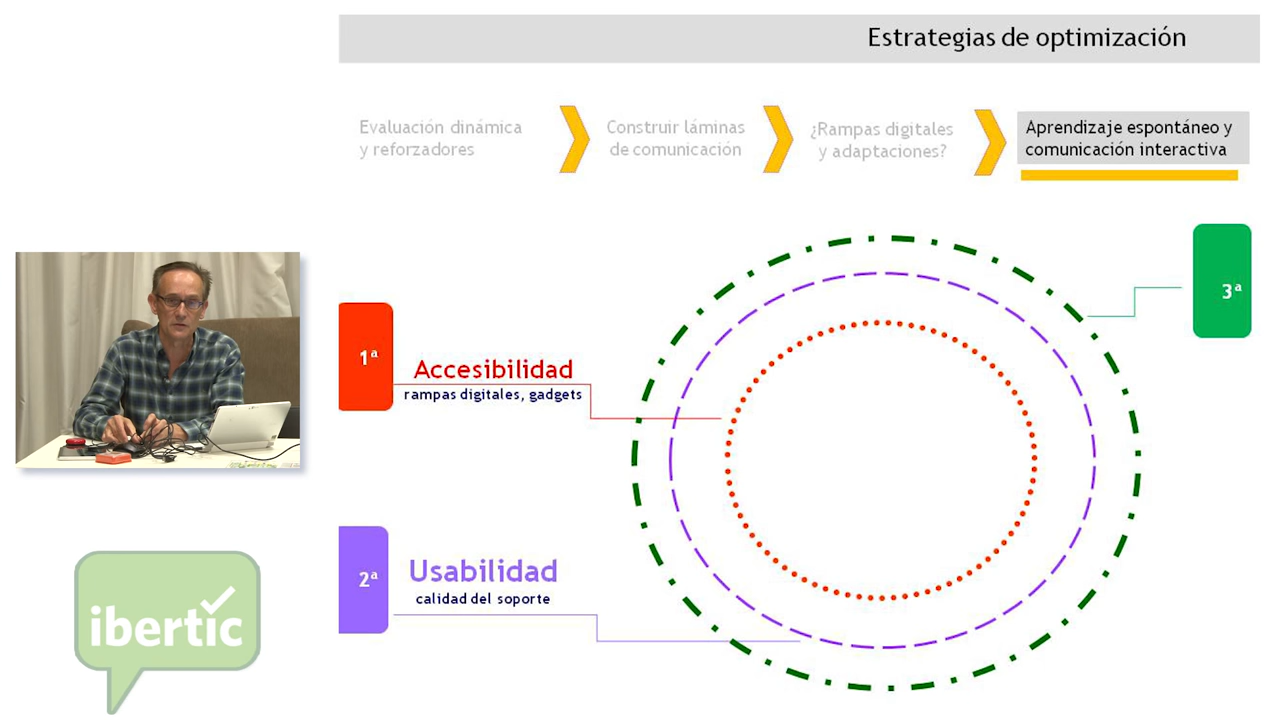 Estrategias de optimización
Evaluación dinámica
y reforzadores
Construir láminas
de comunicación
¿Rampas digitales
y adaptaciones?
Aprendizaje espontáneo y
comunicación interactiva
3ª
1ª
Accesibilidad
rampas digitales, gadgets
2ª
Usabilidad
calidad del soporte
ibertic